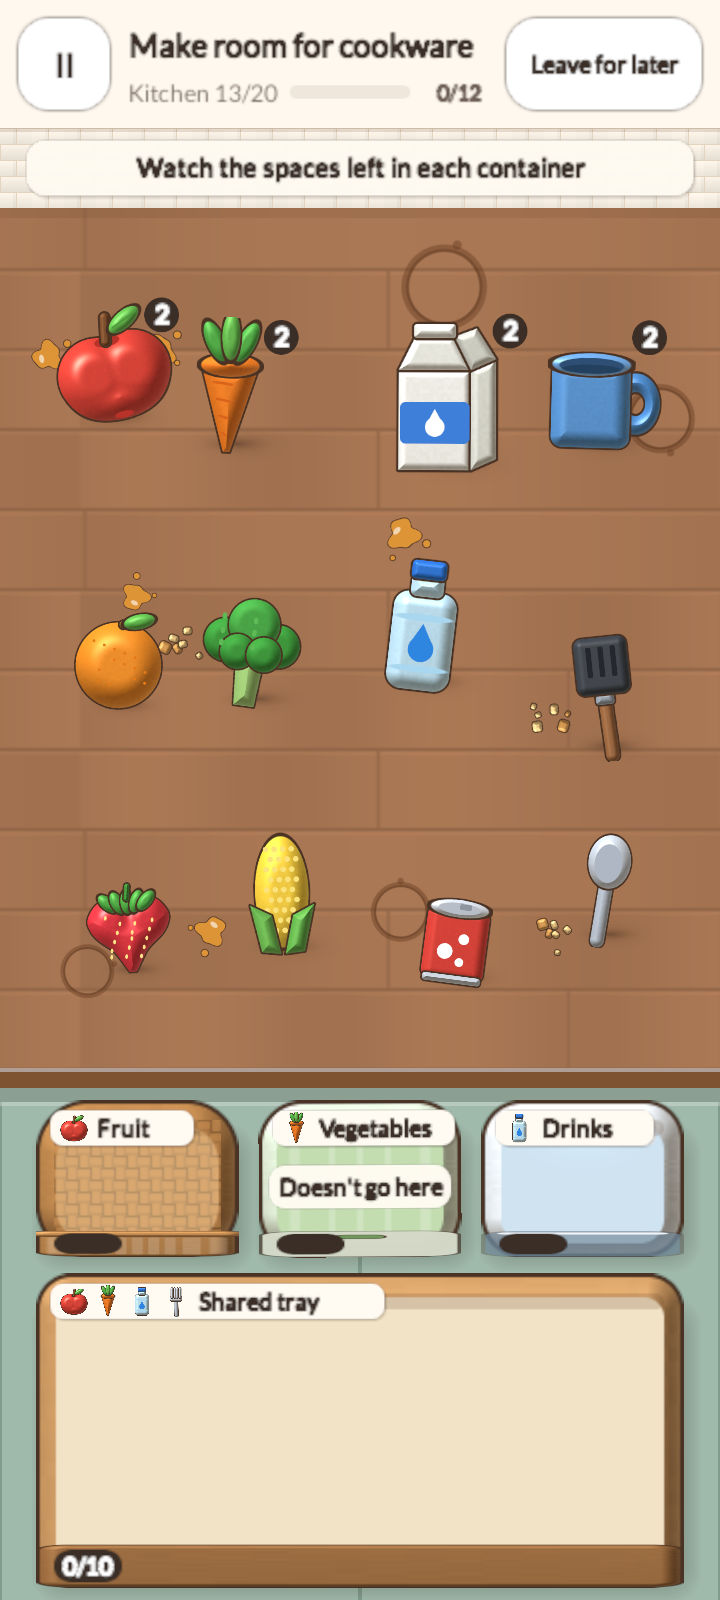 Make room for cookware
Kitchen 13/20
0/12
Leave for later
Watch the spaces left in each container
2
2
2
2
Fruit
Vegetables
Drinks
Doesn't go here
Shared tray
0/10